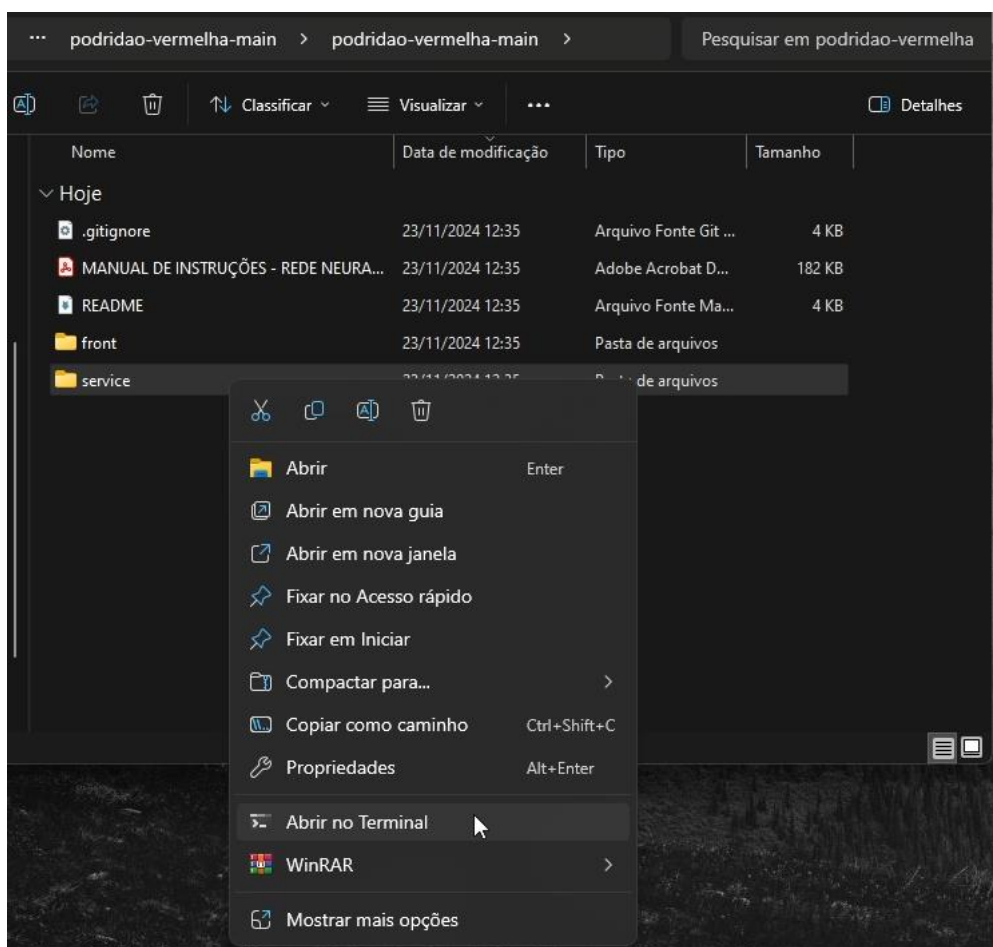 ... podridao-vermelha-main > podridao-vermelha-main > Pesquisar em podridao-vermelha
Classificar Visualizar ... Detalhes
Nome Data de modificação Tipo Tamanho
Hoje
.gitignore 23/11/2024 12:35 Arquivo Fonte Git ... 4 KB
MANUAL DE INSTRUÇÕES - REDE NEURA... 23/11/2024 12:35 Adobe Acrobat D... 182 KB
README 23/11/2024 12:35 Arquivo Fonte Ma... 4 KB
front 23/11/2024 12:35 Pasta de arquivos
service 23/11/2024 12:35 de arquivos
Abrir Enter
Abrir em nova guia
Abrir em nova janela
Fixar no Acesso rápido
Fixar em Iniciar
Compactar para... >
Copiar como caminho Ctrl+Shift+C
Propriedades Alt+Enter
Abrir no Terminal
WinRAR >
Mostrar mais opções